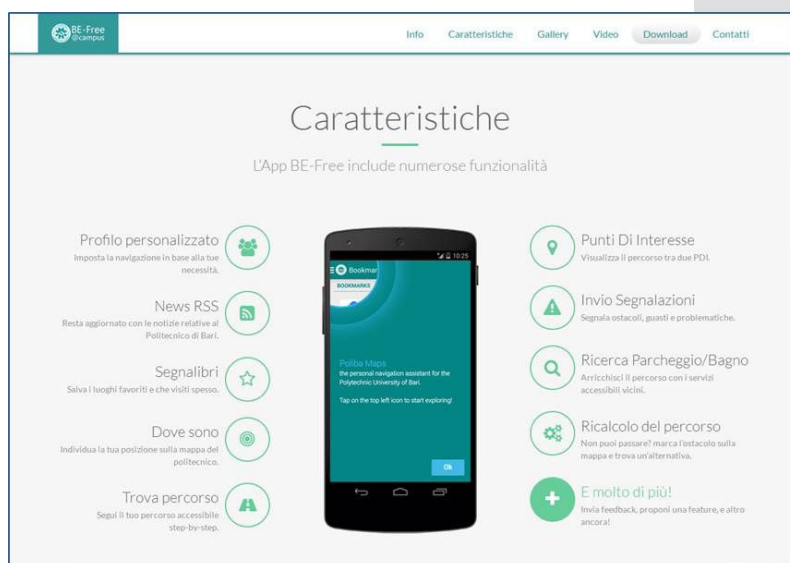 BE-Free
@campus
Info Caratteristiche Gallery Video Download Contatti
Caratteristiche
L'App BE-Free include numerose funzionalità
Profilo personalizzato
Imposta la navigazione in base alla tue
necessità.
News RSS
Resta aggiornato con le notizie relative al
Politecnico di Bari.
Segnalibri
Salva i luoghi favoriti e che visiti spesso.
Dove sono
Individua la tua posizione sulla mappa del
politecnico.
Trova percorso
Segui il tuo percorso accessibile
step-by-step.
10:25
Bookmar
BOOKMARKS
Poliba Maps
the personal navigation assistant for the
Polytechnic University of Bari.
Tap on the top left icon to start exploring!
Ok
Punti Di Interesse
Visualizza il percorso tra due PDI.
Invio Segnalazioni
Segnala ostacoli, guasti e problematiche.
Ricerca Parcheggio/Bagno
Arricchisci il percorso con i servizi
accessibili vicini.
Ricalcolo del percorso
Non puoi passare? marca l'ostacolo sulla
mappa e trova un'alternativa.
E molto di più!
Invia feedback, proponi una feature, e altro
ancora!